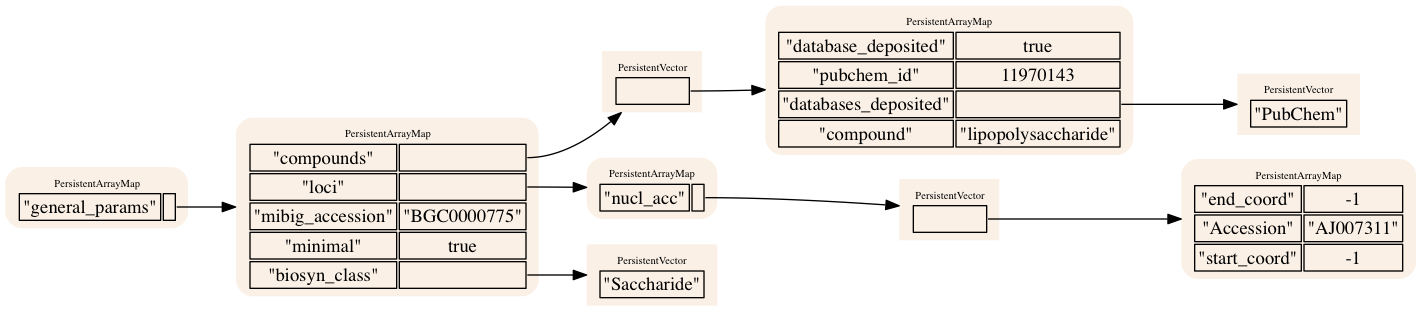 PersistentArrayMap
"general_params"
PersistentArrayMap
"compounds"
"loci"
"mibig_accession" "BGC0000775"
"minimal" true
"biosyn_class"
PersistentVector
PersistentArrayMap
"database_deposited" true
"pubchem_id" 11970143
"databases_deposited"
"compound" "lipopolysaccharide"
PersistentVector
"PubChem"
PersistentArrayMap
"nucl_acc"
PersistentVector
PersistentArrayMap
"end_coord" -1
"Accession" "AJ007311"
"start_coord" -1
PersistentVector
"Saccharide"